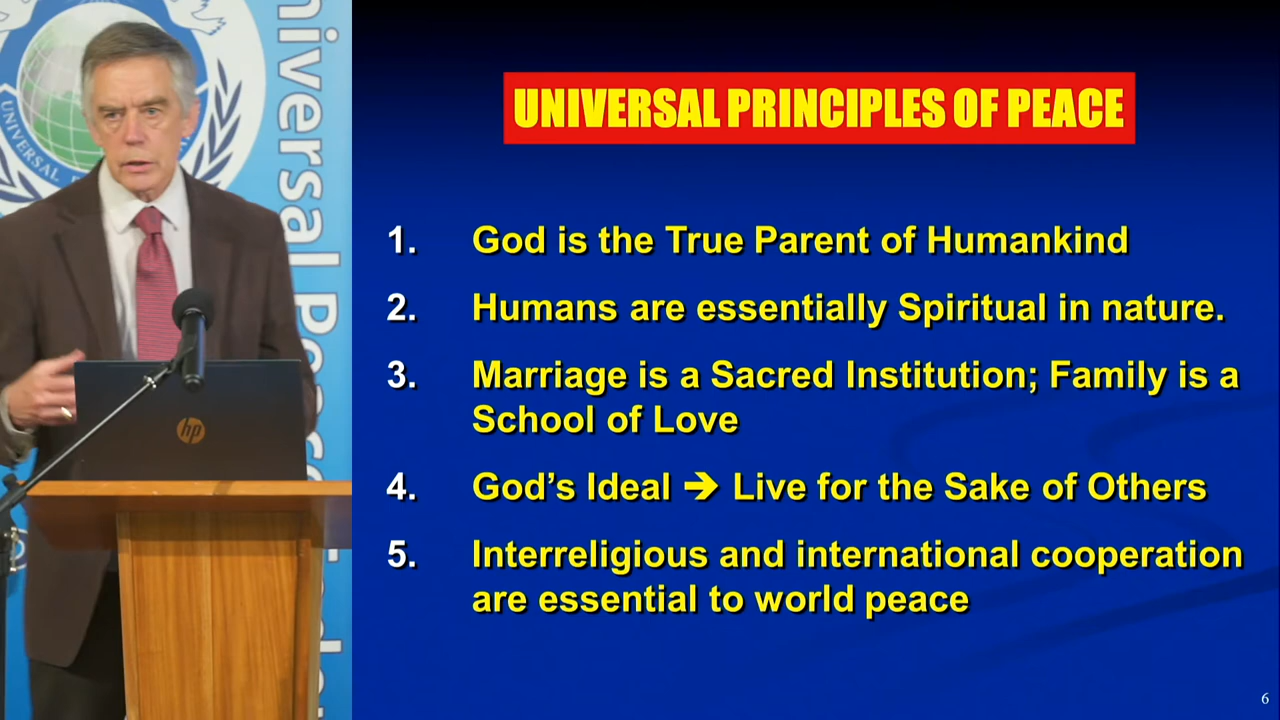 UNIVERSAL
niversal Peace
hp
UNIVERSAL PRINCIPLES OF PEACE
1. God is the True Parent of Humankind
2. Humans are essentially Spiritual in nature.
3. Marriage is a Sacred Institution; Family is a
School of Love
4. God’s Ideal ➔ Live for the Sake of Others
5. Interreligious and international cooperation
are essential to world peace
6